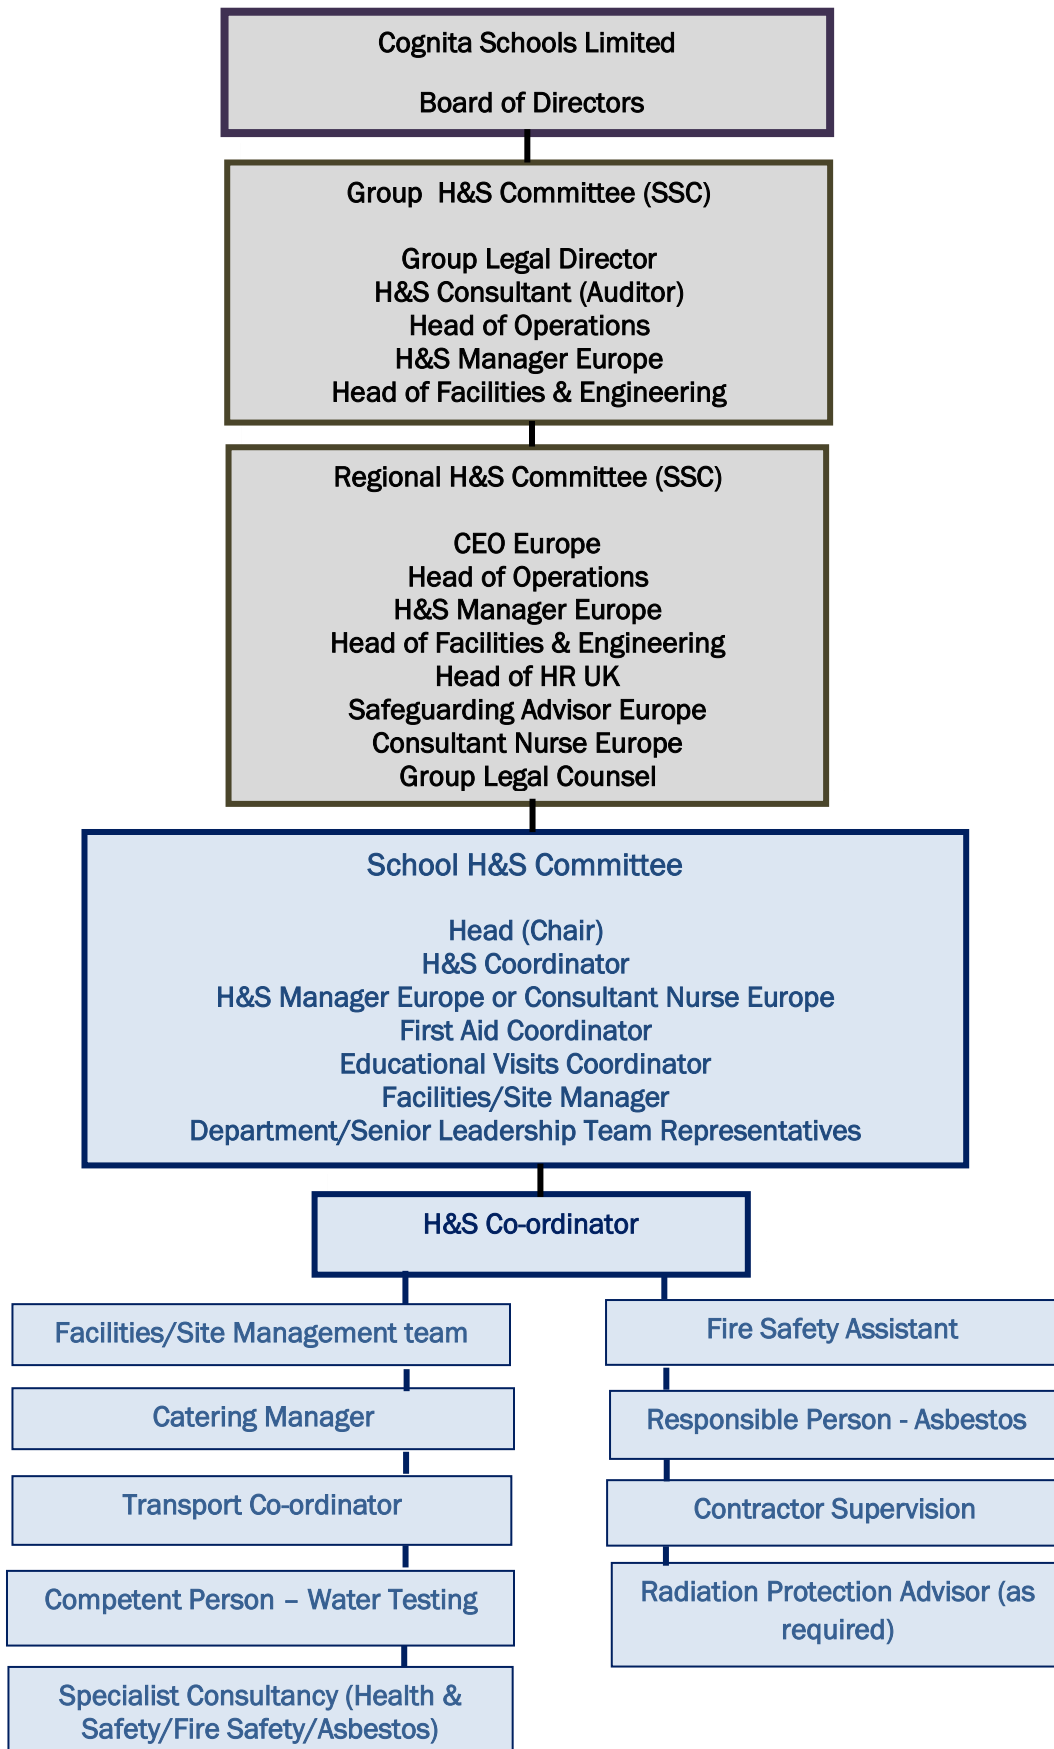 Cognita Schools Limited
Board of Directors
Group  H&S Committee (SSC)
Group Legal Director
H&S Consultant (Auditor)
Head of Operations
H&S Manager Europe
Head of Facilities & Engineering
Regional H&S Committee (SSC)
CEO Europe
Head of Operations
H&S Manager Europe
Head of Facilities & Engineering
Head of HR UK
Safeguarding Advisor Europe
Consultant Nurse Europe
Group Legal Counsel
School H&S Committee
Head (Chair)
H&S Coordinator
H&S Manager Europe or Consultant Nurse Europe
First Aid Coordinator
Educational Visits Coordinator
Facilities/Site Manager
Department/Senior Leadership Team Representatives
H&S Co-ordinator
Facilities/Site Management team
Catering Manager
Transport Co-ordinator
Competent Person – Water Testing
Specialist Consultancy (Health &
Safety/Fire Safety/Asbestos)
Fire Safety Assistant
Responsible Person - Asbestos
Contractor Supervision
Radiation Protection Advisor (as
required)